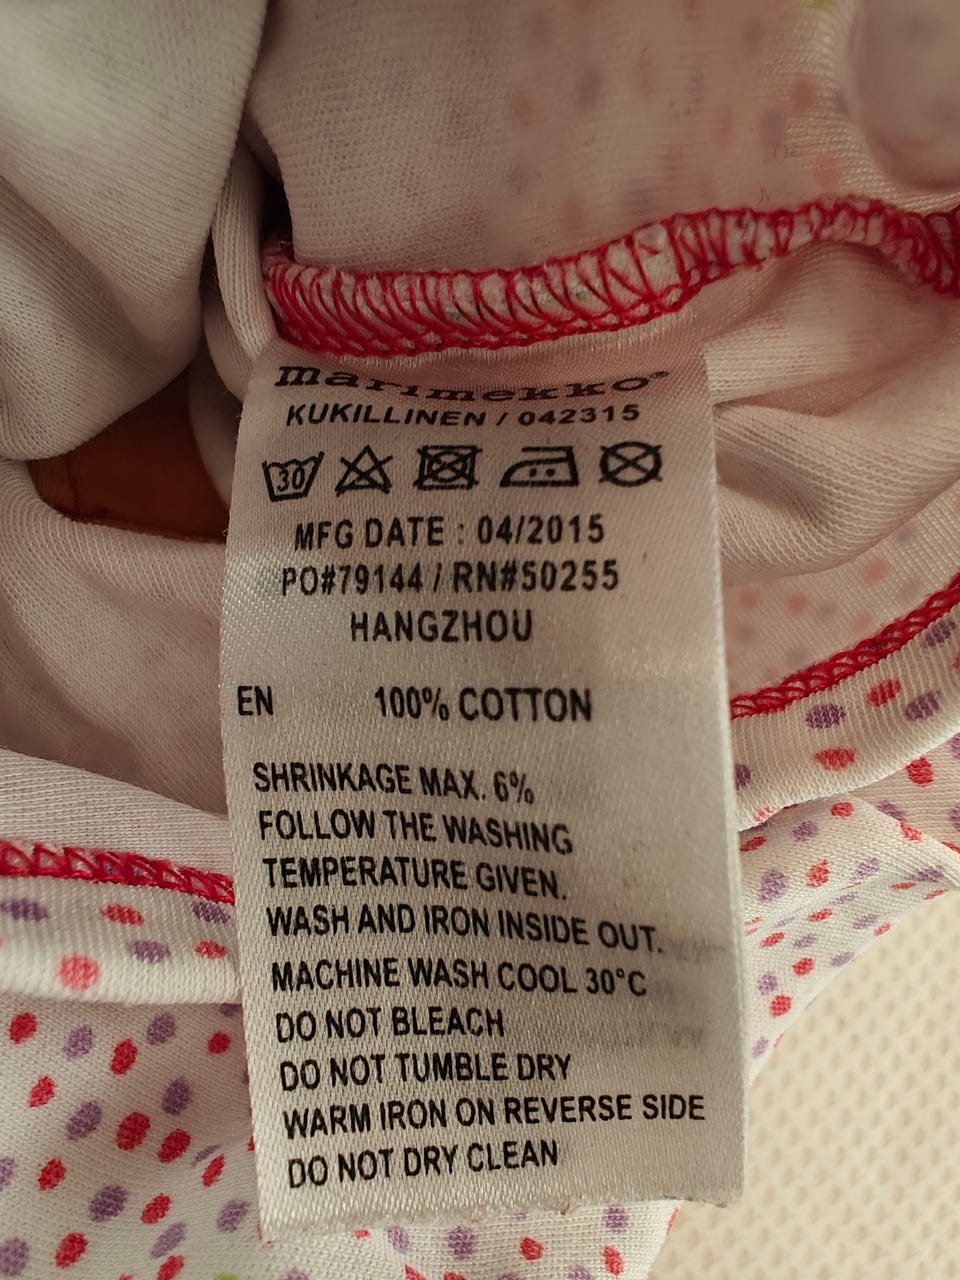 marimekko®
KUKILLINEN / 042315
30
MFG DATE : 04/2015
PO#79144 / RN#50255
HANGZHOU
EN 100% COTTON
SHRINKAGE MAX. 6%
FOLLOW THE WASHING
TEMPERATURE GIVEN.
WASH AND IRON INSIDE OUT.
MACHINE WASH COOL 30°C
DO NOT BLEACH
DO NOT TUMBLE DRY
WARM IRON ON REVERSE SIDE
DO NOT DRY CLEAN